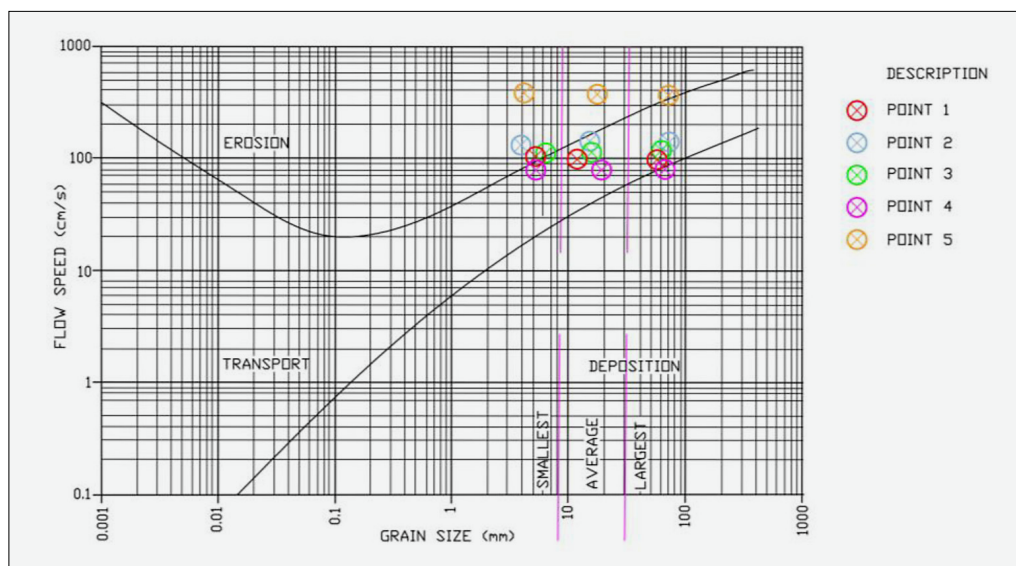 1000
100
10
1
0.1
FLOW SPEED (cm/s)
EROSION
TRANSPORT
DEPOSITION
SMALLEST
AVERAGE
LARGEST
0.001
0.01
0.1
1
10
100
1000
GRAIN SIZE (mm)
DESCRIPTION
POINT 1
POINT 2
POINT 3
POINT 4
POINT 5